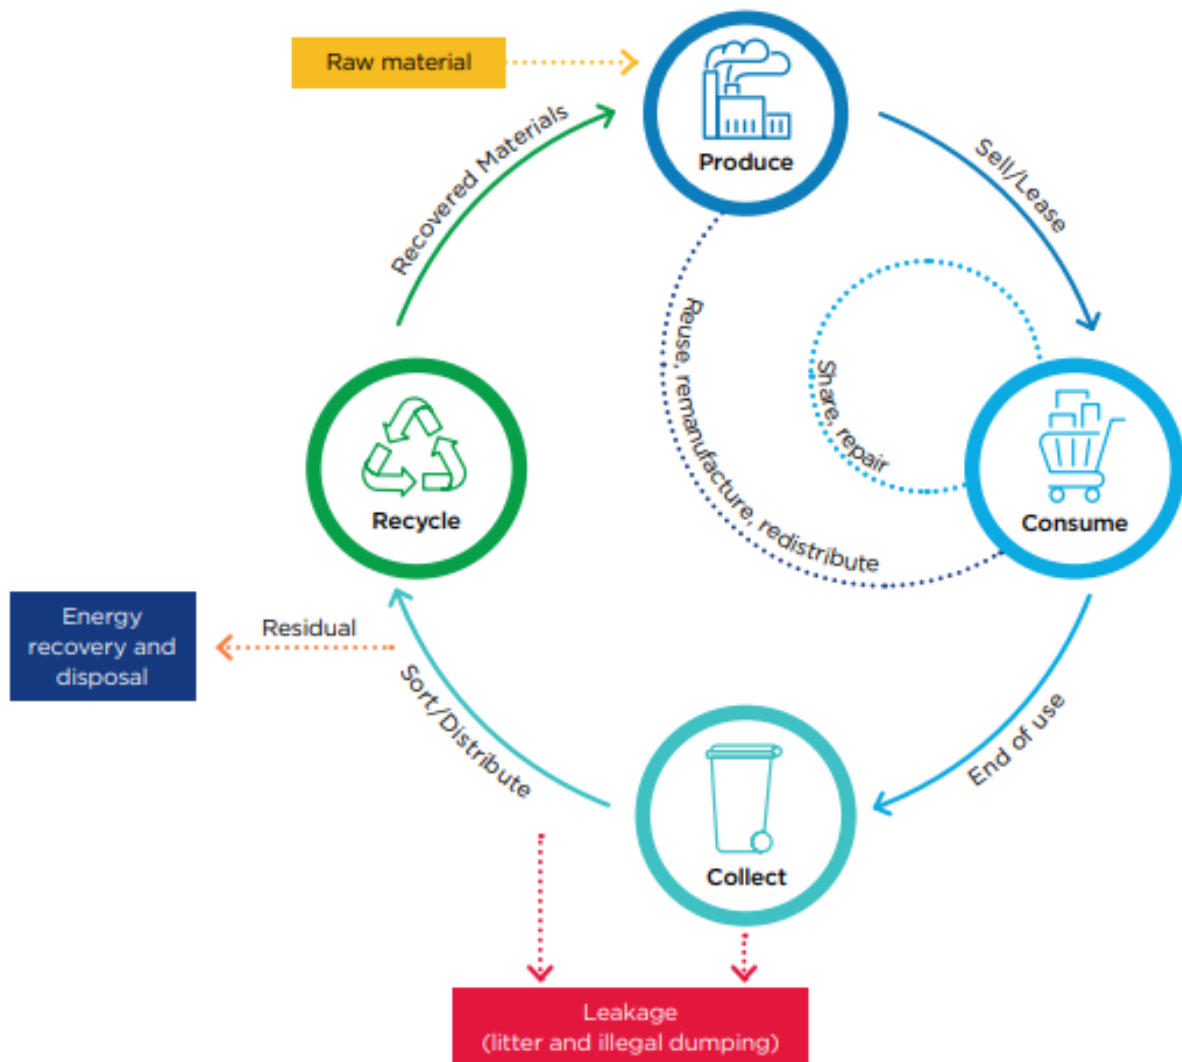 Raw material
Produce
Recovered Materials
Sell/Lease
Reuse, remanufacture, redistribute
Share, repair
Recycle
Consume
Energy
recovery and
disposal
Residual
Sort/Distribute
End of use
Collect
Leakage
(litter and illegal dumping)